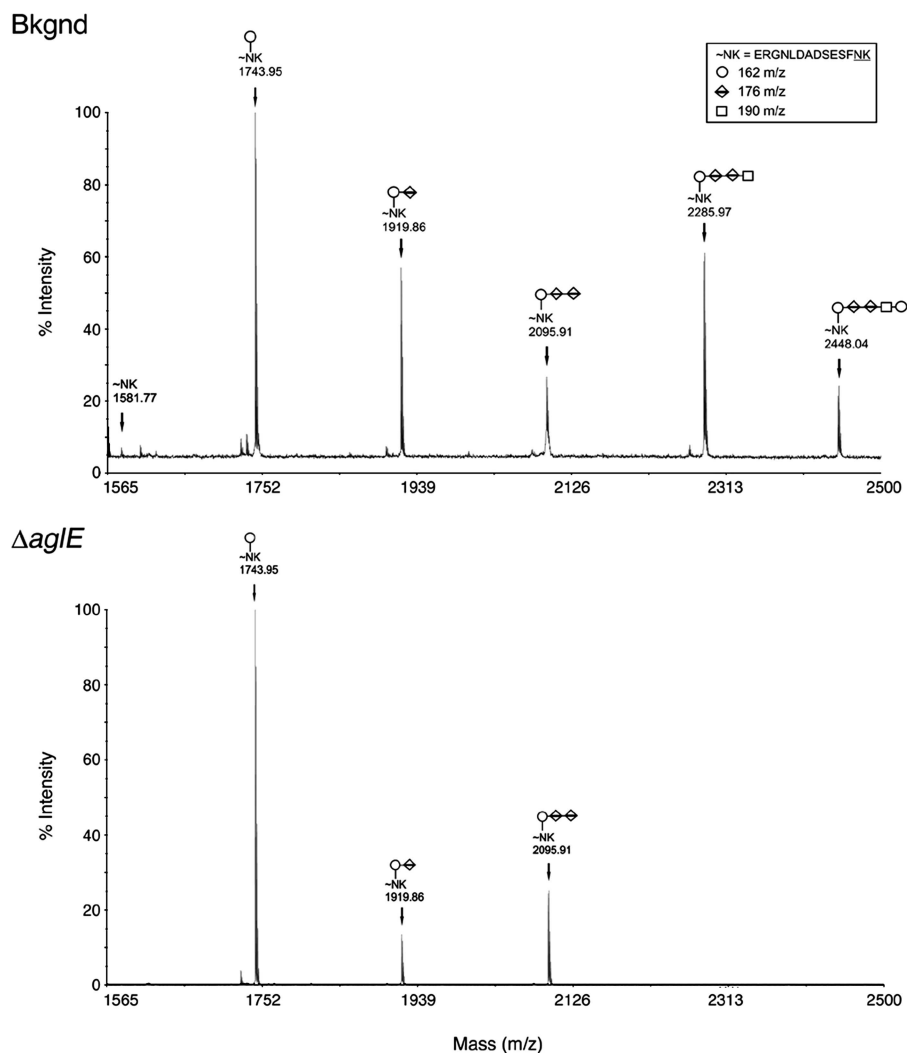 Bkgnd
~NK = ERGNLDADSESFNK
162 m/z
176 m/z
190 m/z
~NK
1743.95
~NK
1919.86
~NK
2095.91
~NK
2285.97
~NK
2448.04
~NK
1581.77
100
80
60
40
20
0
% Intensity
1565 1752 1939 2126 2313 2500
ΔaglE
~NK
1743.95
~NK
1919.86
~NK
2095.91
100
80
60
40
20
0
% Intensity
1565 1752 1939 2126 2313 2500
Mass (m/z)